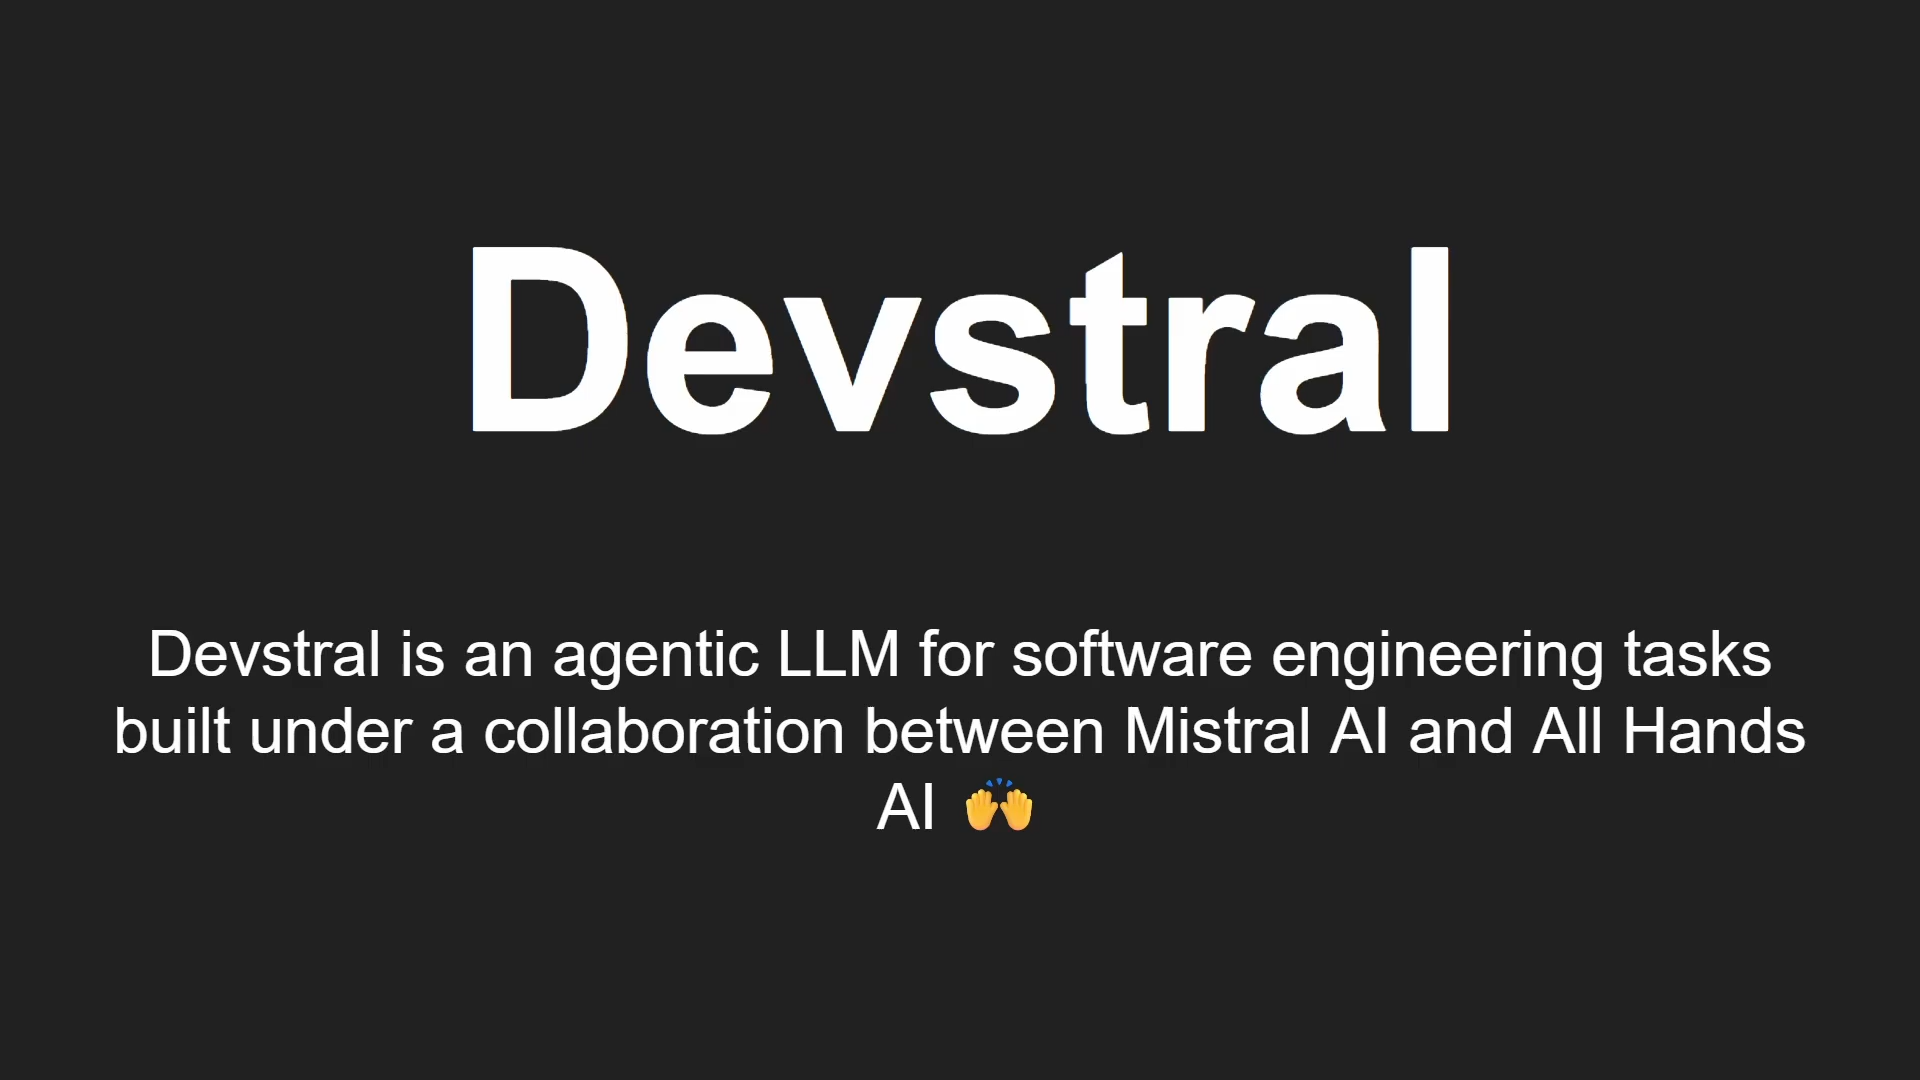 Devstral
Devstral is an agentic LLM for software engineering tasks
built under a collaboration between Mistral AI and All Hands
AI 🙌